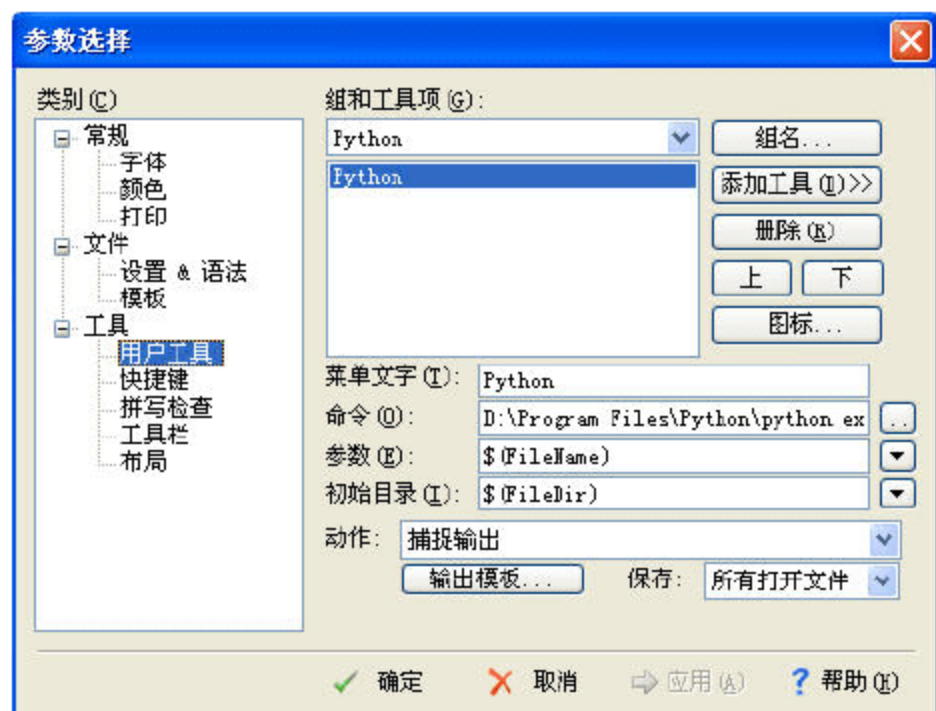 参数选择
类别(C)
常规
字体
颜色
打印
文件
设置 & 语法
模板
工具
用户工具
快捷键
拼写检查
工具栏
布局
组和工具项(G):
Python
组名...
Python
添加工具(D)>>
删除(R)
上 下
图标...
菜单文字(T): Python
命令(O): D:\Program Files\Python\python.ex ..
参数(E): $(FileName)
初始目录(I): $(FileDir)
动作: 捕捉输出
输出模板... 保存: 所有打开文件
确定 取消 应用(A) ? 帮助(H)